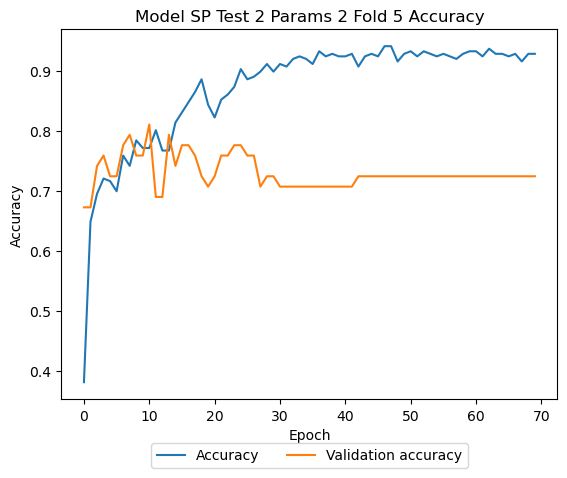 Model SP Test 2 Params 2 Fold 5 Accuracy
0.9
0.8
0.7
0.6
0.5
0.4
Accuracy
0 10 20 30 40 50 60 70
Epoch
Accuracy Validation accuracy